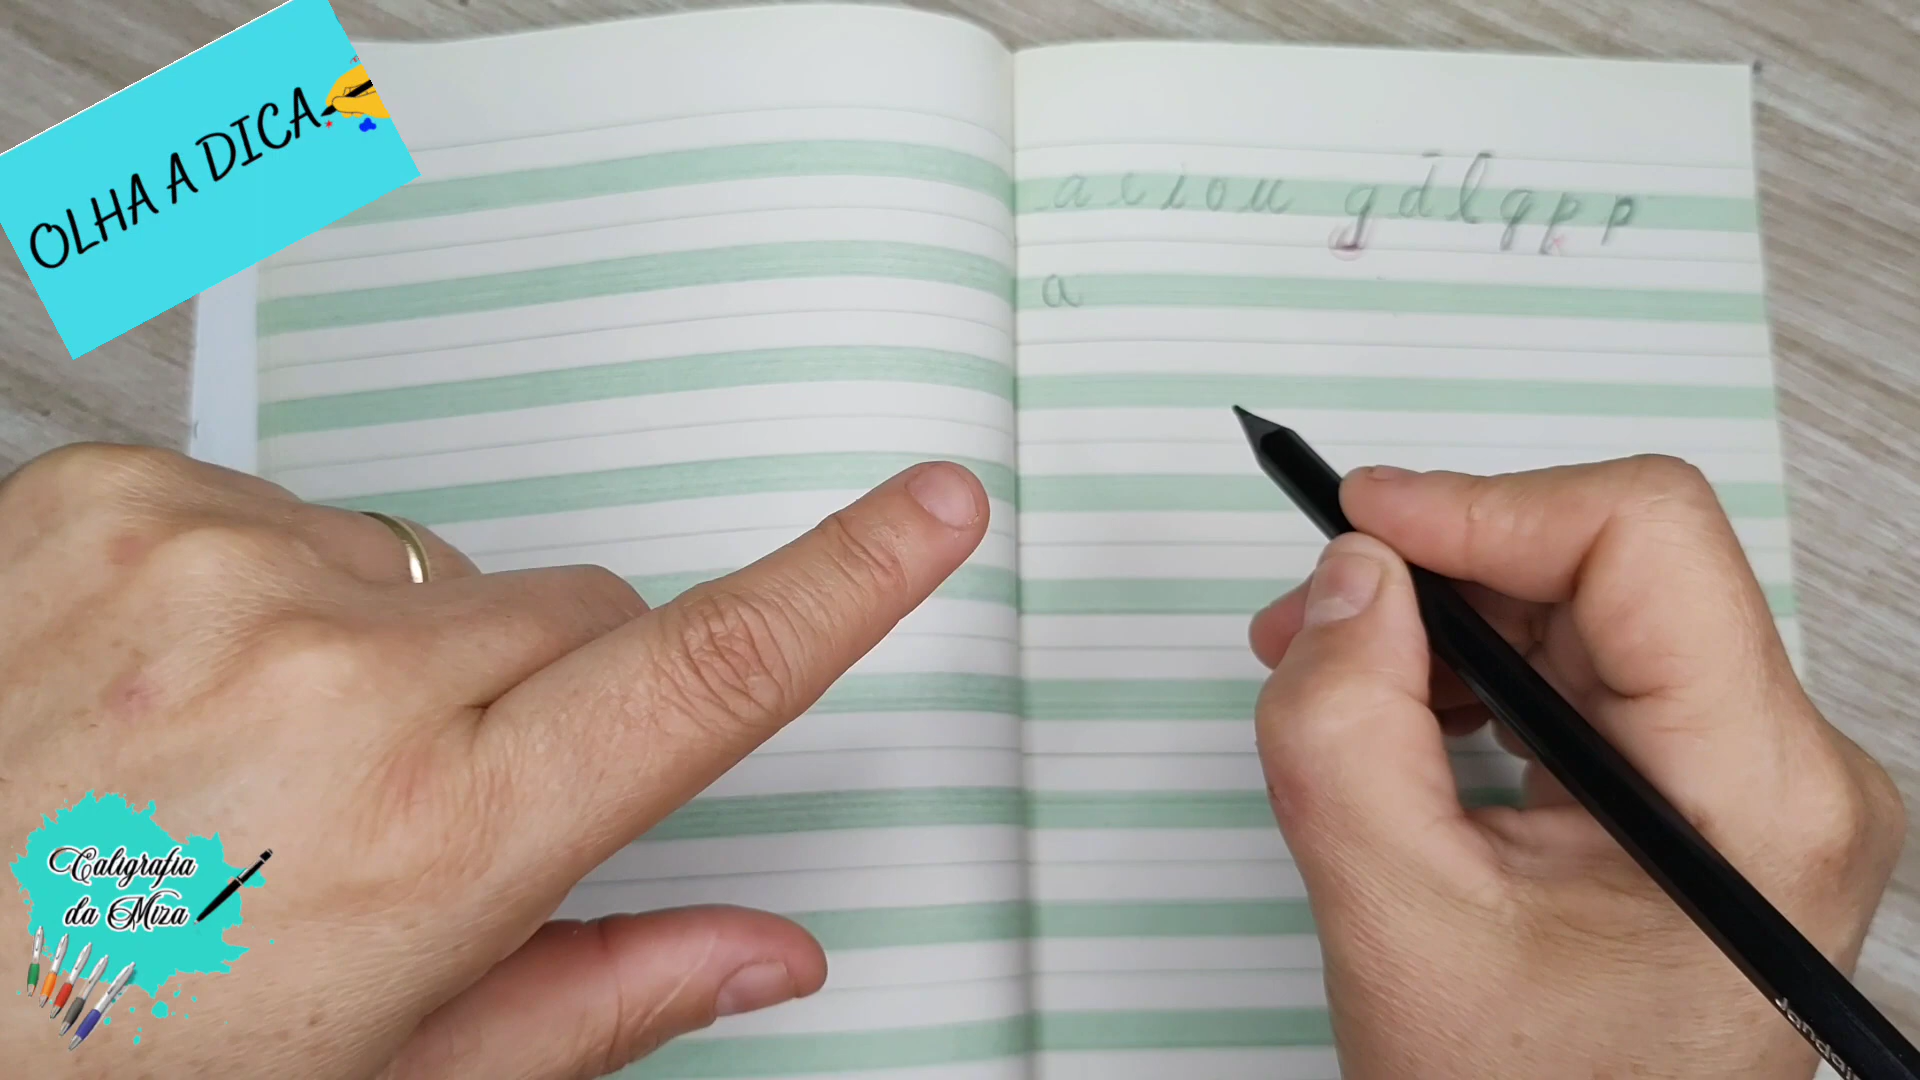 OLHA A DICA
a e i o u g d l q p p
a
Caligrafia
da Miza